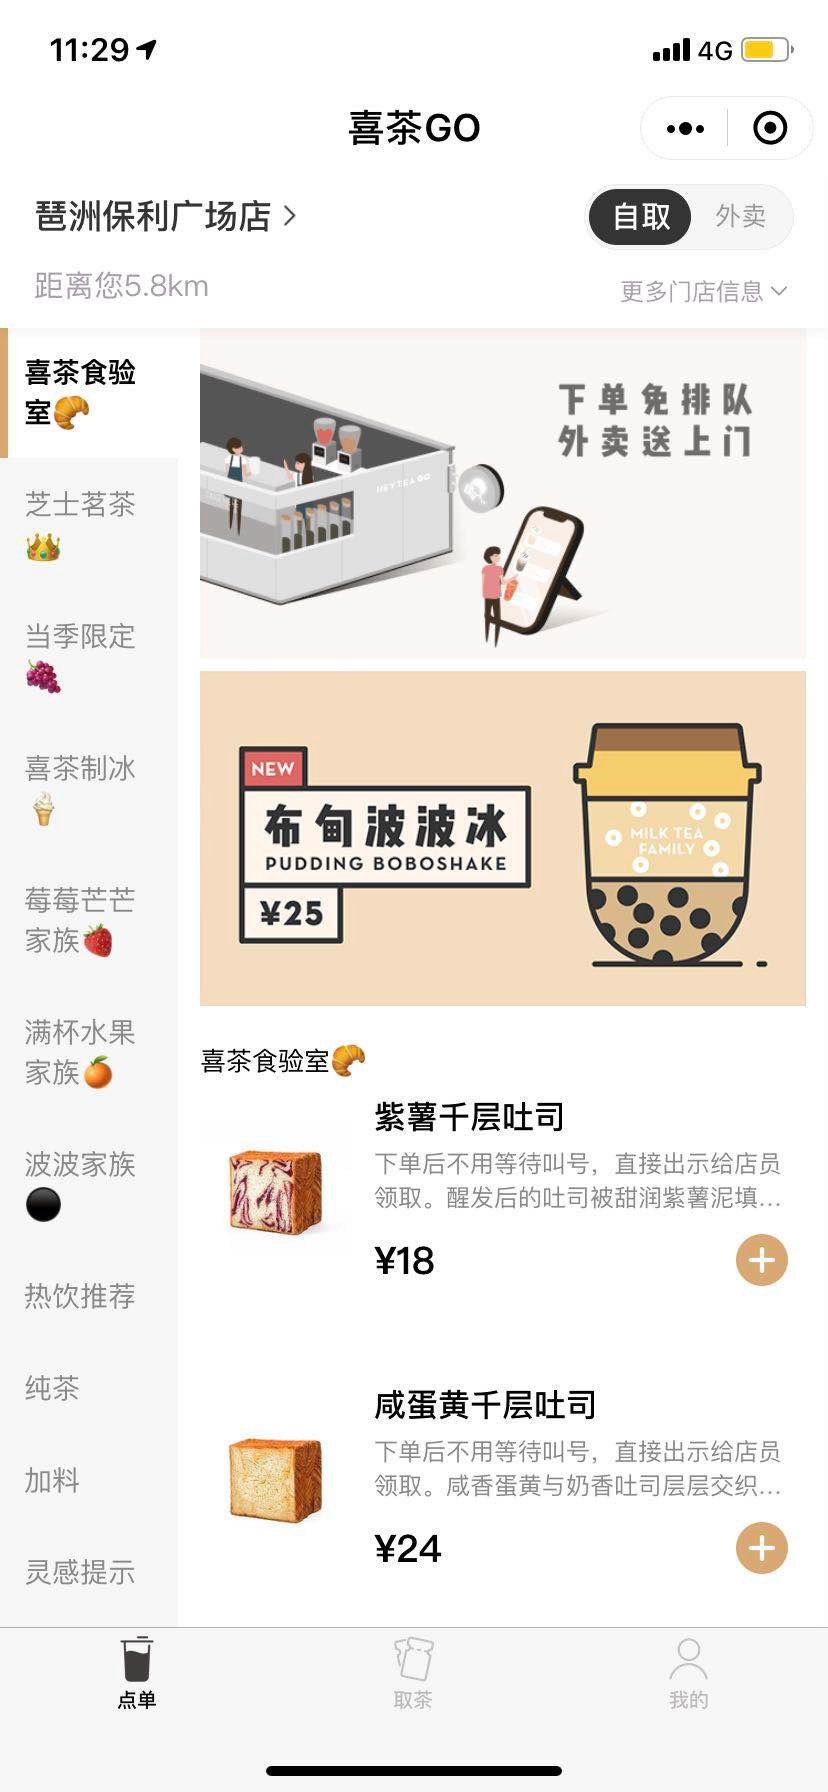 11:29
4G
喜茶GO
琶洲保利广场店
自取 外卖
距离您5.8km
更多门店信息
喜茶食验
室🥐
芝士茗茶
👑
当季限定
🍇
喜茶制冰
🍦
莓莓芒芒
家族🍓
满杯水果
家族🍊
波波家族
⚫
热饮推荐
纯茶
加料
灵感提示
下单免排队
外卖送上门
HEYTEA GO
NEW
布甸波波冰
PUDDING BOBOSHAKE
¥25
MILK TEA
FAMILY
喜茶食验室🥐
紫薯千层吐司
下单后不用等待叫号，直接出示给店员
领取。醒发后的吐司被甜润紫薯泥填...
¥18
咸蛋黄千层吐司
下单后不用等待叫号，直接出示给店员
领取。咸香蛋黄与奶香吐司层层交织...
¥24
点单
取茶
我的